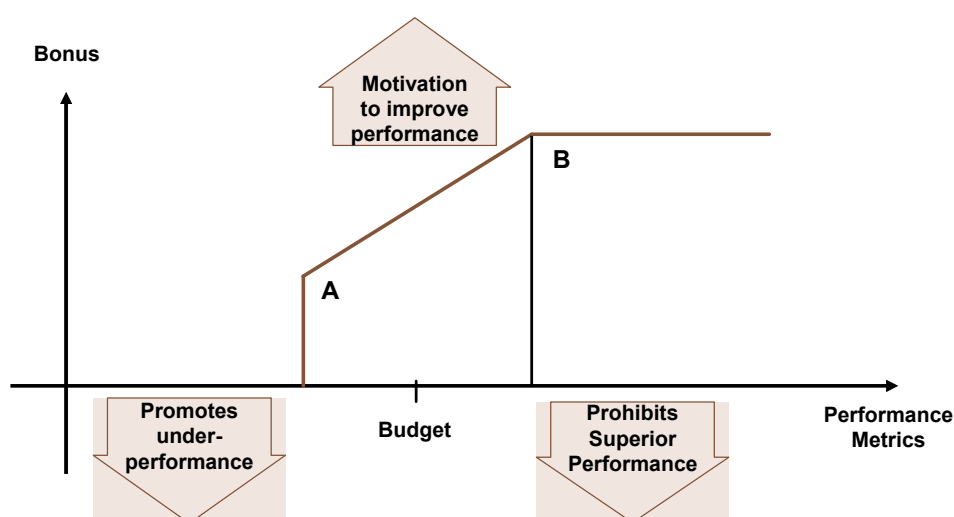 Bonus
Motivation
to improve
performance
B
A
Promotes
under-
performance
Budget
Prohibits
Superior
Performance
Performance
Metrics